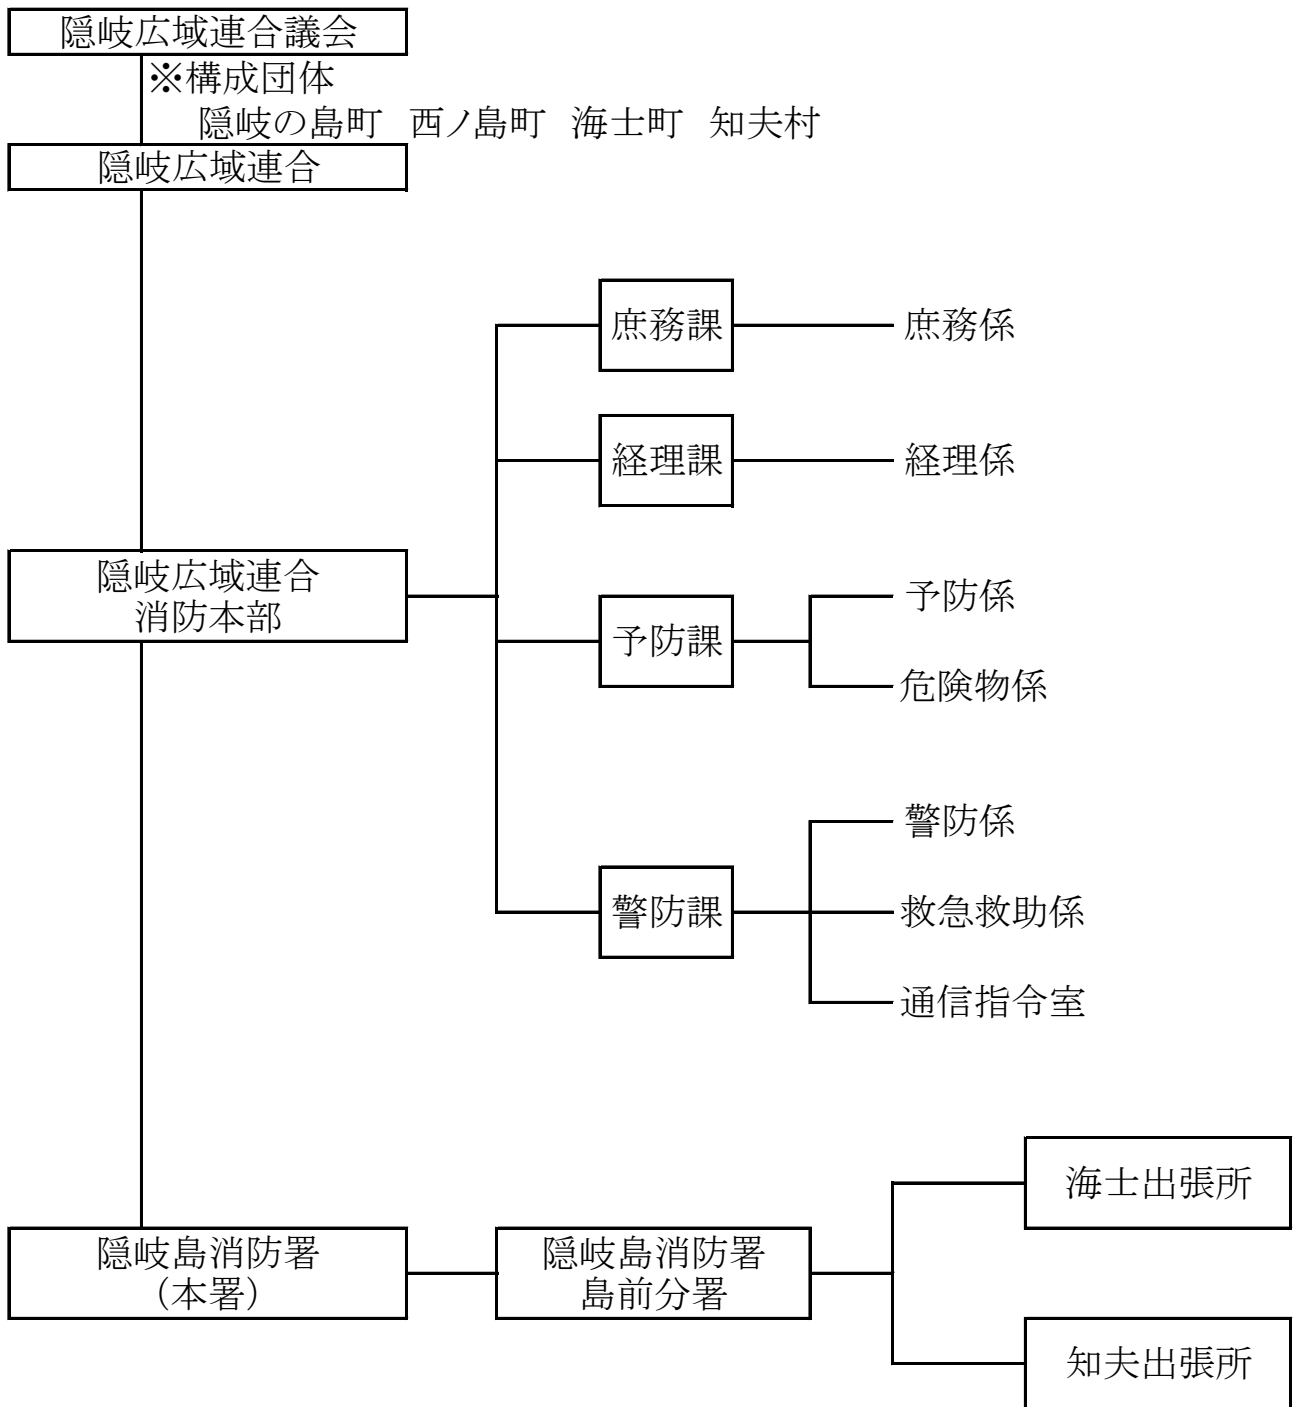 隠岐広域連合議会
※構成団体
隠岐の島町　西ノ島町　海士町　知夫村
隠岐広域連合
庶務課
庶務係
経理課
経理係
隠岐広域連合
消防本部
予防課
予防係
危険物係
警防課
警防係
救急救助係
通信指令室
隠岐島消防署
（本署）
隠岐島消防署
島前分署
海士出張所
知夫出張所